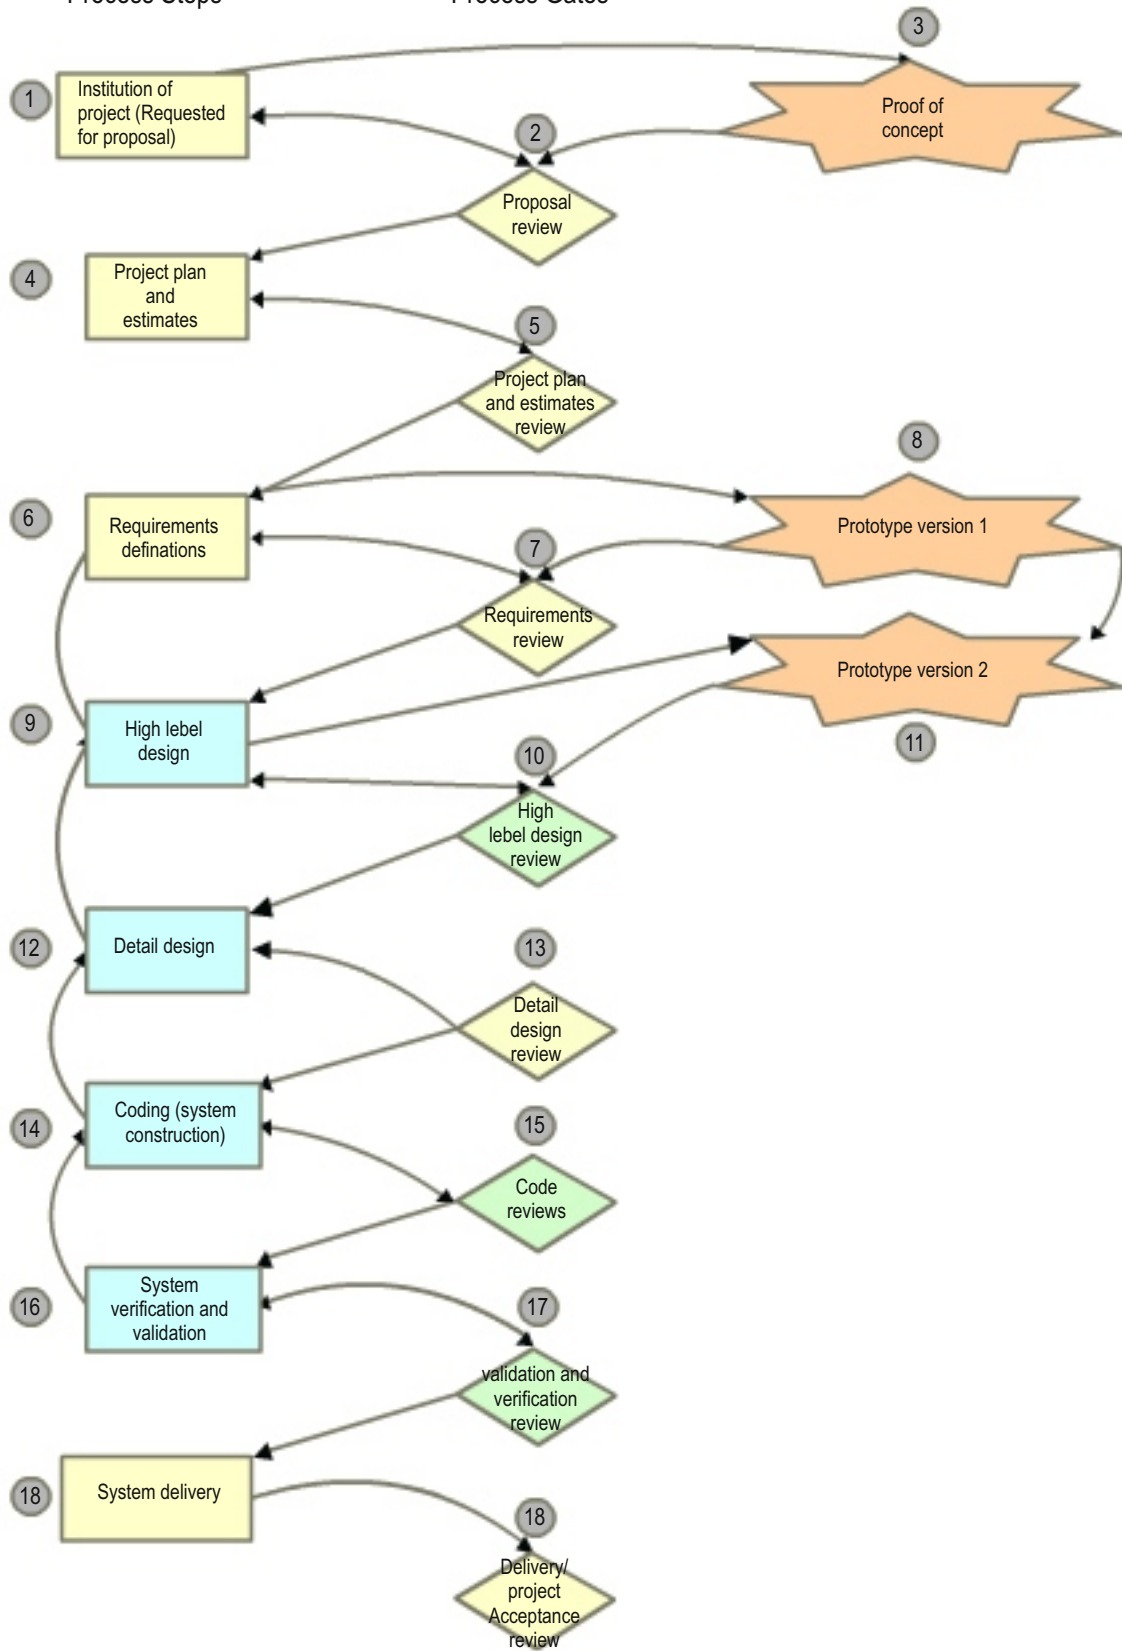 Process Steps
Process Gates
3
1
Institution of
project (Requested
for proposal)
Proof of
concept
2
Proposal
review
4
Project plan
and
estimates
5
Project plan
and estimates
review
8
6
Requirements
definations
Prototype version 1
7
Requirements
review
Prototype version 2
9
High lebel
design
11
10
High
lebel design
review
12
Detail design
13
Detail
design
review
14
Coding (system
construction)
15
Code
reviews
16
System
verification and
validation
17
validation and
verification
review
18
System delivery
18
Delivery/
project
Acceptance
review